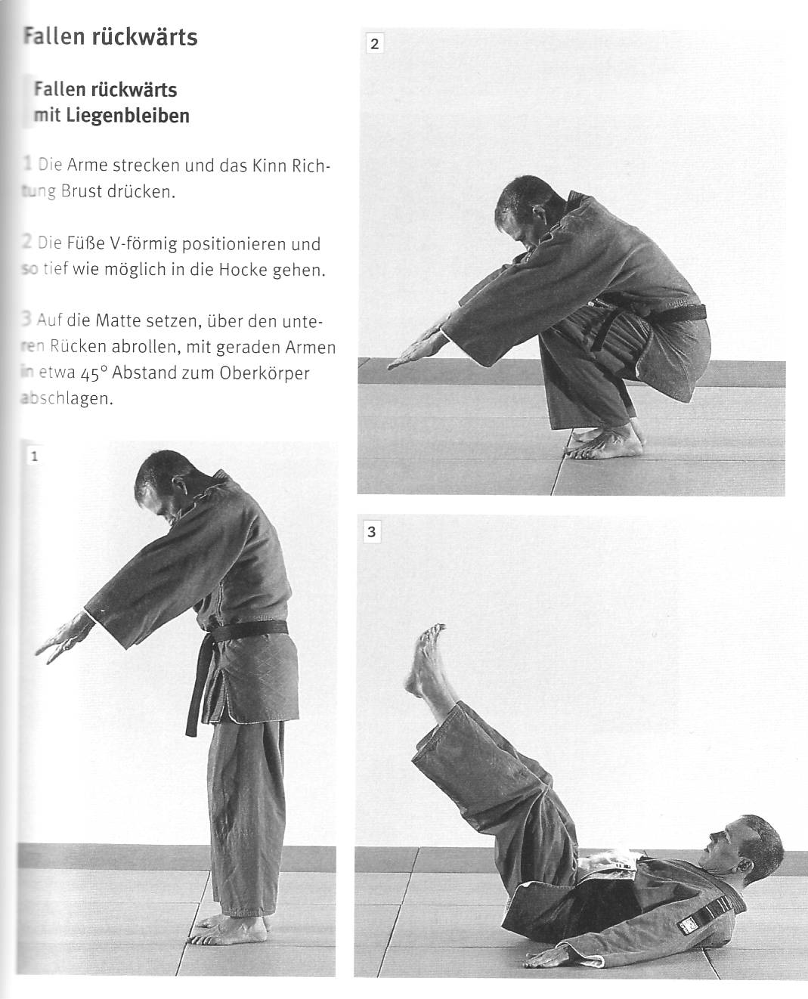 Fallen rückwärts
Fallen rückwärts
mit Liegenbleiben
1 Die Arme strecken und das Kinn Rich-
tung Brust drücken.
2 Die Füße V-förmig positionieren und
so tief wie möglich in die Hocke gehen.
3 Auf die Matte setzen, über den unte-
ren Rücken abrollen, mit geraden Armen
in etwa 45° Abstand zum Oberkörper
abschlagen.
1
2
3